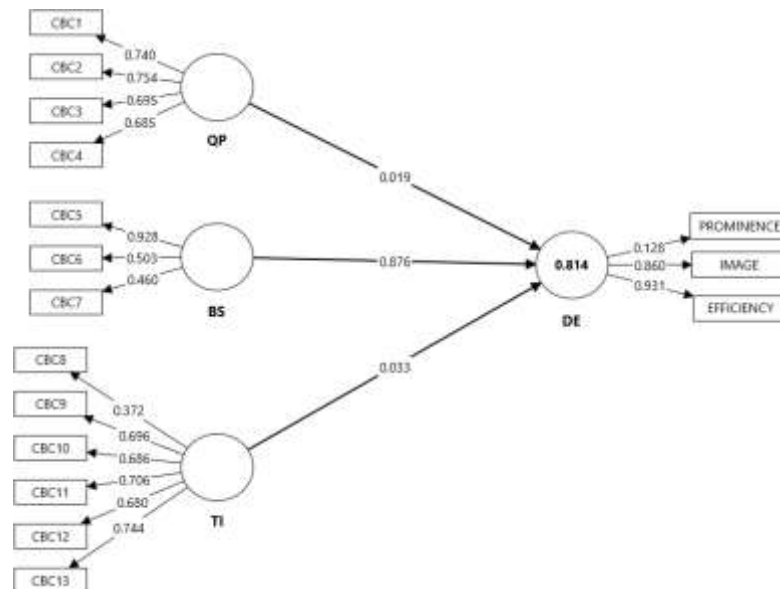 CBC1
0.740
CBC2
0.754
CBC3
0.695
CBC4
0.685
QP
0.019
CBC5
0.928
CBC6
0.503
CBC7
0.460
BS
0.876
0.814
DE
PROMINENCE
0.128
IMAGE
0.860
EFFICIENCY
0.931
0.033
CBC8
0.372
CBC9
0.696
CBC10
0.686
CBC11
0.706
CBC12
0.680
CBC13
0.744
TI